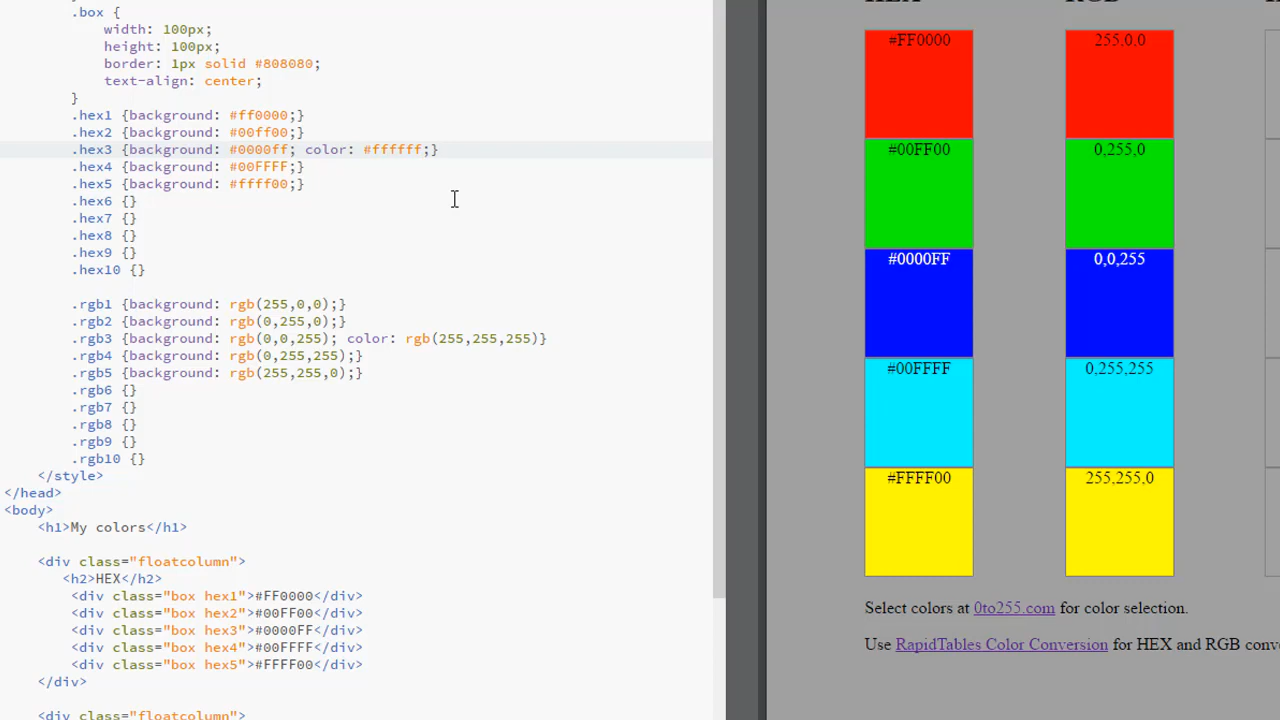 .box {
width: 100px;
height: 100px;
border: 1px solid #808080;
text-align: center;
}
.hex1 {background: #ff0000;}
.hex2 {background: #00ff00;}
.hex3 {background: #0000ff; color: #ffffff;}
.hex4 {background: #00FFFF;}
.hex5 {background: #ffff00;}
.hex6 {}
.hex7 {}
.hex8 {}
.hex9 {}
.hex10 {}
.rgb1 {background: rgb(255,0,0);}
.rgb2 {background: rgb(0,255,0);}
.rgb3 {background: rgb(0,0,255); color: rgb(255,255,255)}
.rgb4 {background: rgb(0,255,255);}
.rgb5 {background: rgb(255,255,0);}
.rgb6 {}
.rgb7 {}
.rgb8 {}
.rgb9 {}
.rgb10 {}
</style>
</head>
<body>
<h1>My colors</h1>
<div class="floatcolumn">
<h2>HEX</h2>
<div class="box hex1">#FF0000</div>
<div class="box hex2">#00FF00</div>
<div class="box hex3">#0000FF</div>
<div class="box hex4">#00FFFF</div>
<div class="box hex5">#FFFF00</div>
</div>
<div class="floatcolumn">
HEX RGB
#FF0000 255,0,0
#00FF00 0,255,0
#0000FF 0,0,255
#00FFFF 0,255,255
#FFFF00 255,255,0
Select colors at 0to255.com for color selection.
Use RapidTables Color Conversion for HEX and RGB